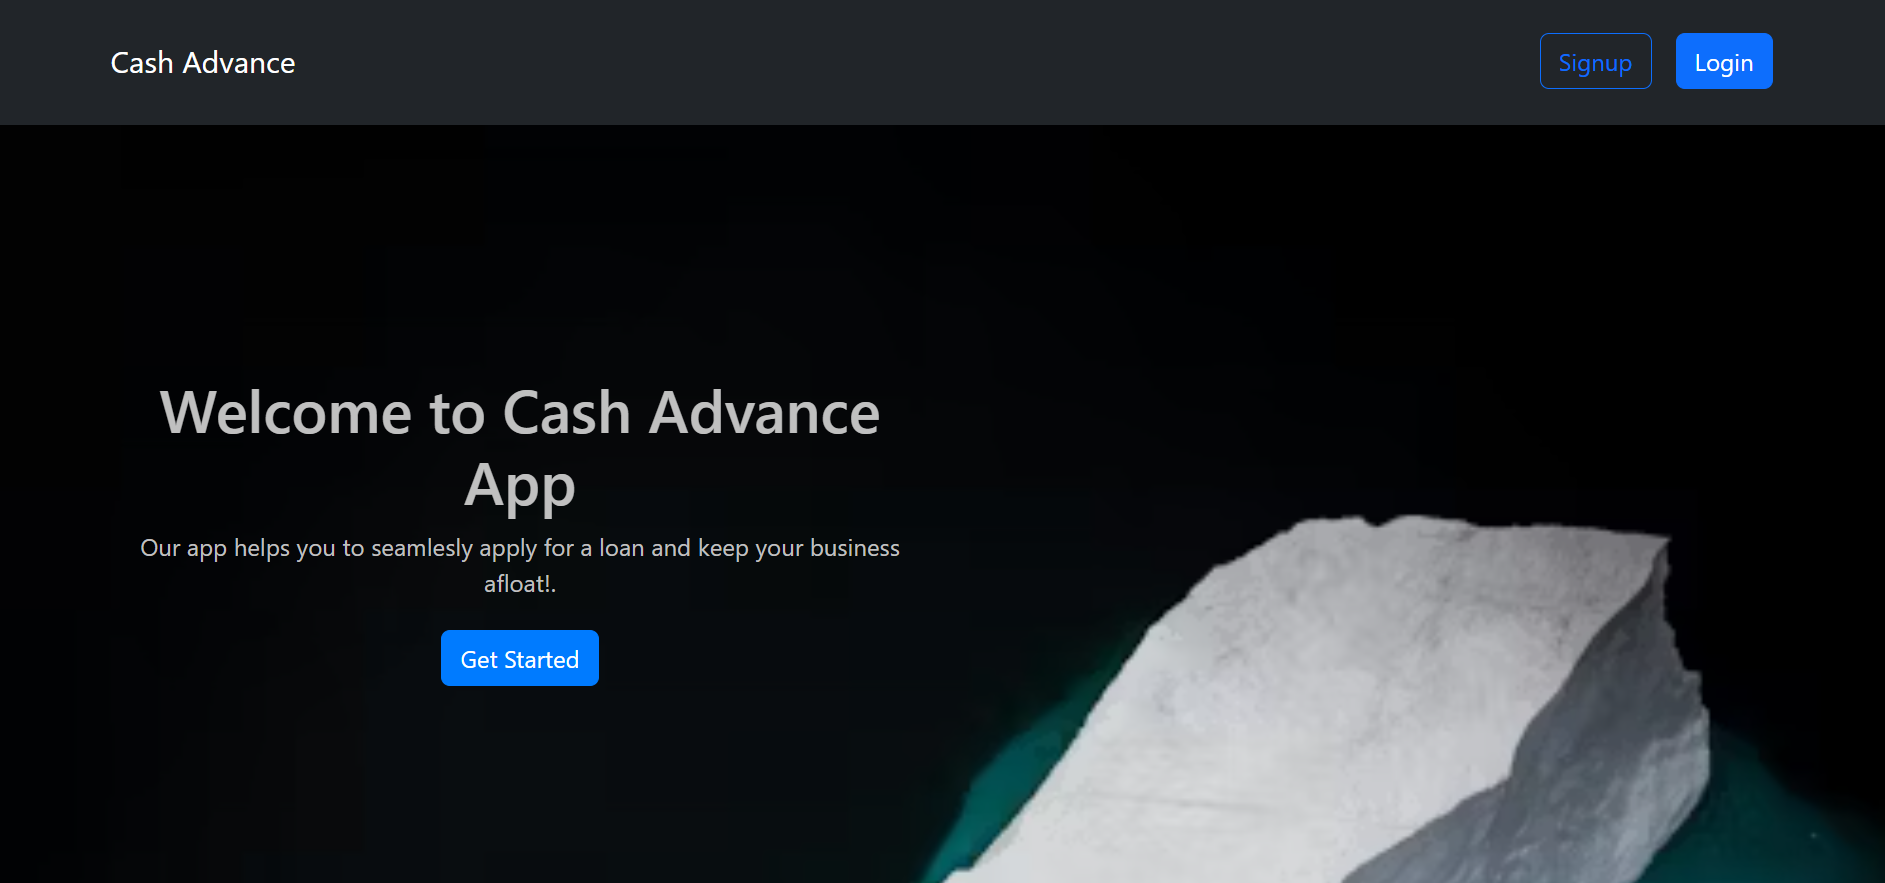 Cash Advance
Signup
Login
Welcome to Cash Advance
App
Our app helps you to seamlesly apply for a loan and keep your business
afloat!.
Get Started